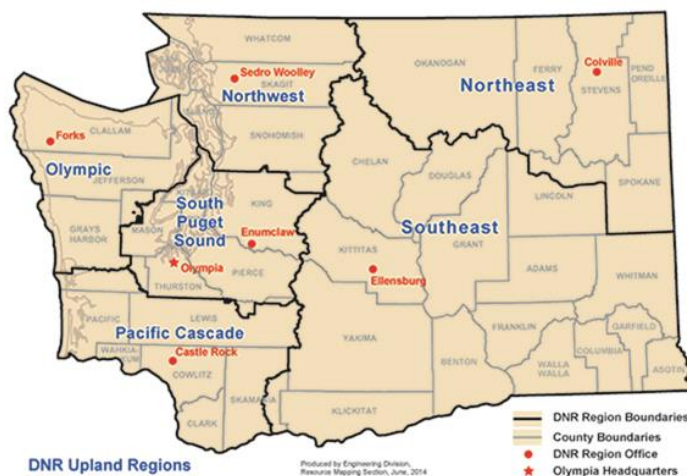 WHATCOM
OKANOGAN
FERRY
Colville
PEND
OREILLE
Sedro Woolley
SKAGIT
Northwest
Northeast
STEVENS
Forks
CLALLAM
SNOHOMISH
CHELAN
DOUGLAS
Olympic
JEFFERSON
LINCOLN
SPOKANE
South
Puget
Sound
KING
GRAYS
HARBOR
MASON
Enumclaw
Southeast
KITTITAS
GRANT
Olympia
PIERCE
Ellensburg
ADAMS
WHITMAN
THURSTON
PACIFIC
LEWIS
Pacific Cascade
YAKIMA
FRANKLIN
GARFIELD
WAHKIA-
KUM
Castle Rock
COWLITZ
BENTON
WALLA
WALLA
COLUMBIA
ASOTIN
SKAMANIA
KLICKITAT
CLARK
DNR Region Boundaries
County Boundaries
DNR Region Office
Olympia Headquarters
DNR Upland Regions
Produced by Engineering Division,
Resource Mapping Section, June, 2014